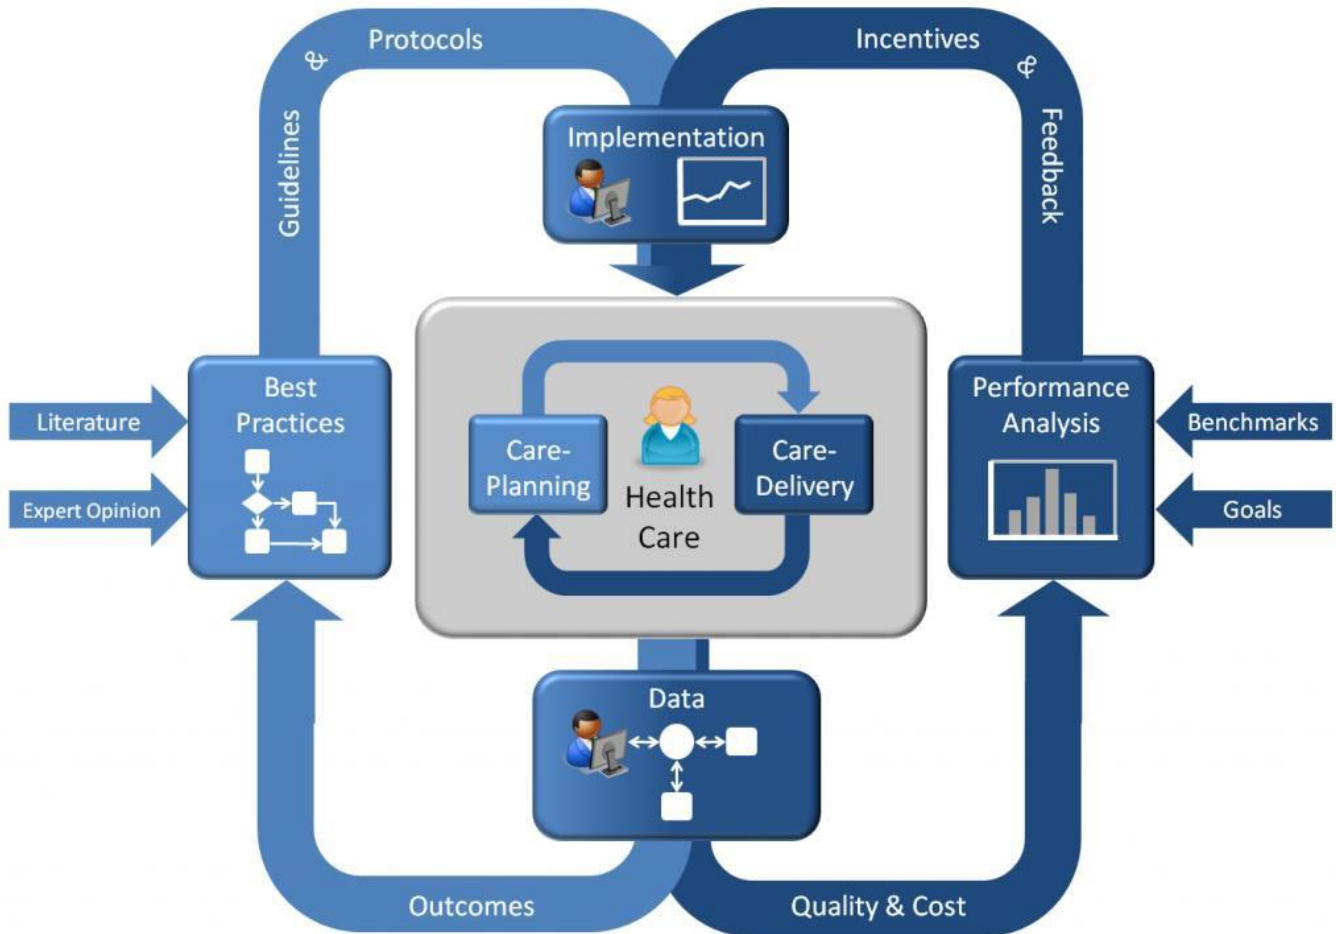 Protocols
Incentives
&
&
Guidelines
Feedback
Implementation
Best
Practices
Performance
Analysis
Literature
Expert Opinion
Benchmarks
Goals
Care-
Planning
Health
Care
Care-
Delivery
Data
Outcomes
Quality & Cost